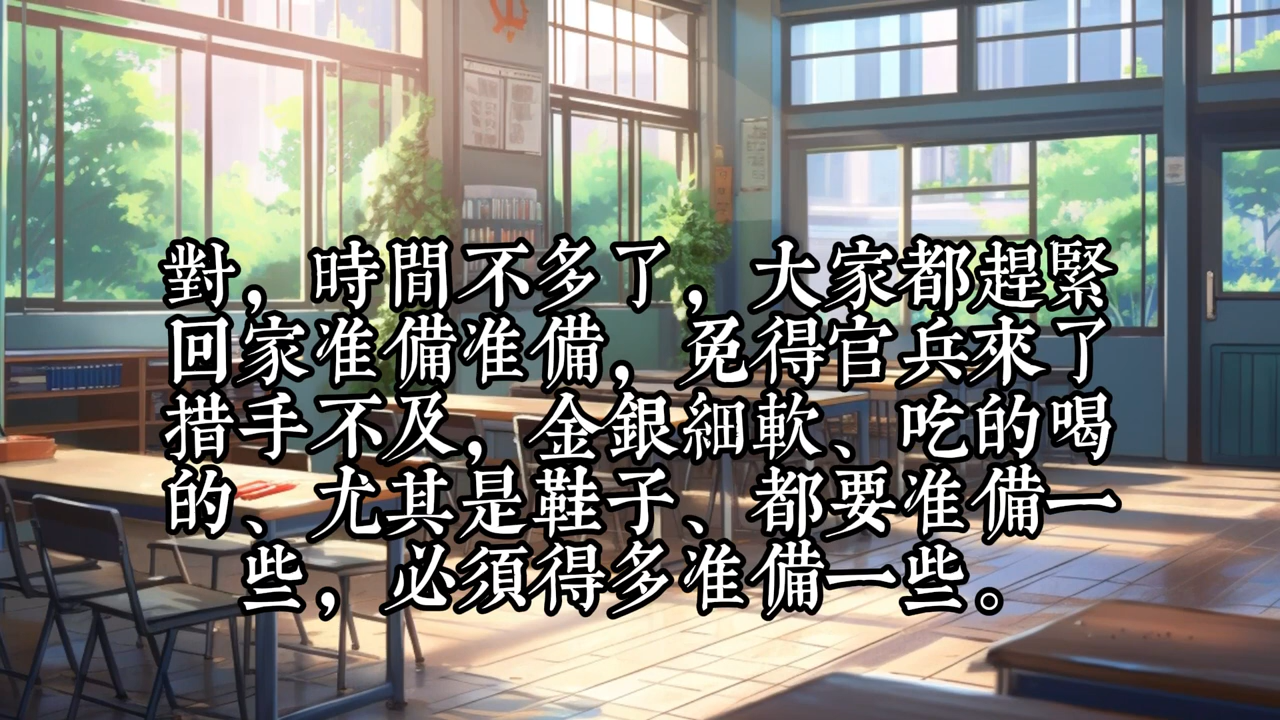 對，時間不多了，大家都趕緊
回家准備准備，免得官兵來了
措手不及，金銀細軟、吃的喝
的、尤其是鞋子、都要准備一
些，必須得多准備一些。